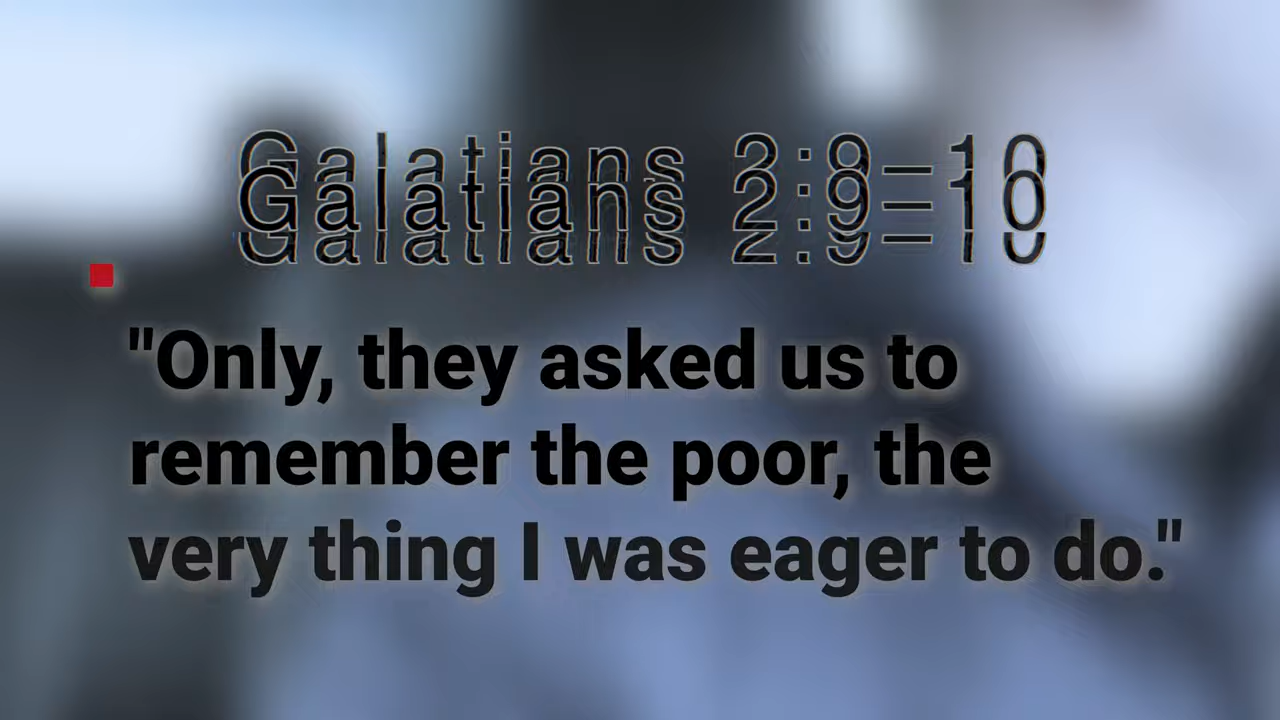 Galatians 2:9-10
"Only, they asked us to
remember the poor, the
very thing I was eager to do."